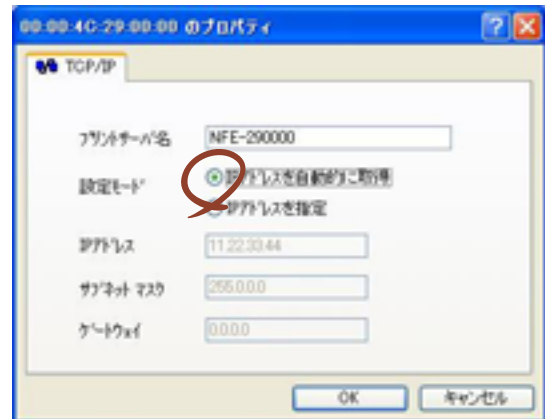 00:00:4C:29:00:00 のプロパティ
TCP/IP
プリントサーバ名 NFE-290000
設定モード IPアドレスを自動的に取得
IPアドレスを指定
IPアドレス 11.22.33.44
サブネット マスク 255.0.0.0
ゲートウェイ 0.0.0.0
OK キャンセル